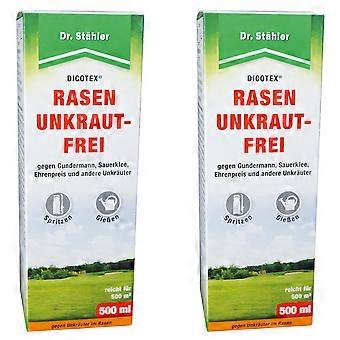 Dr. Stähler
DICOTEX®
RASEN
UNKRAUT-
FREI
gegen Gundermann, Sauerklee,
Ehrenpreis und andere Unkräuter
Spritzen
Gießen
reicht für
500 m²
500 ml
gegen Unkräuter im Rasen
Dr. Stähler
DICOTEX®
RASEN
UNKRAUT-
FREI
gegen Gundermann, Sauerklee,
Ehrenpreis und andere Unkräuter
Spritzen
Gießen
reicht für
500 m²
500 ml
gegen Unkräuter im Rasen